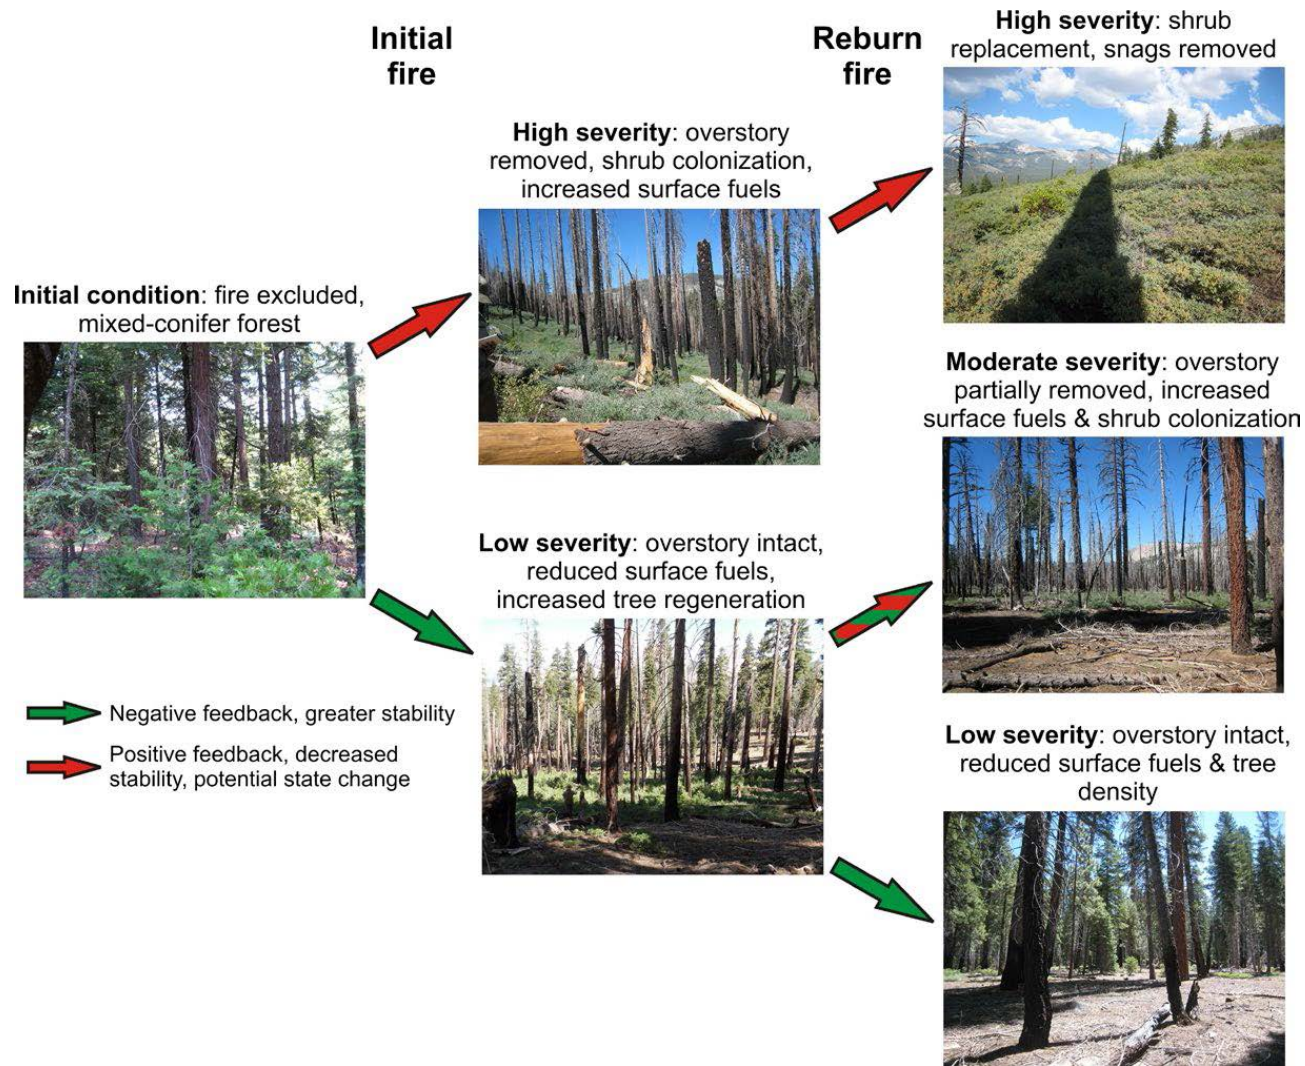 Initial
fire
Reburn
fire
High severity: shrub
replacement, snags removed
High severity: overstory
removed, shrub colonization,
increased surface fuels
Initial condition: fire excluded,
mixed-conifer forest
Moderate severity: overstory
partially removed, increased
surface fuels & shrub colonization
Low severity: overstory intact,
reduced surface fuels,
increased tree regeneration
Negative feedback, greater stability
Positive feedback, decreased
stability, potential state change
Low severity: overstory intact,
reduced surface fuels & tree
density